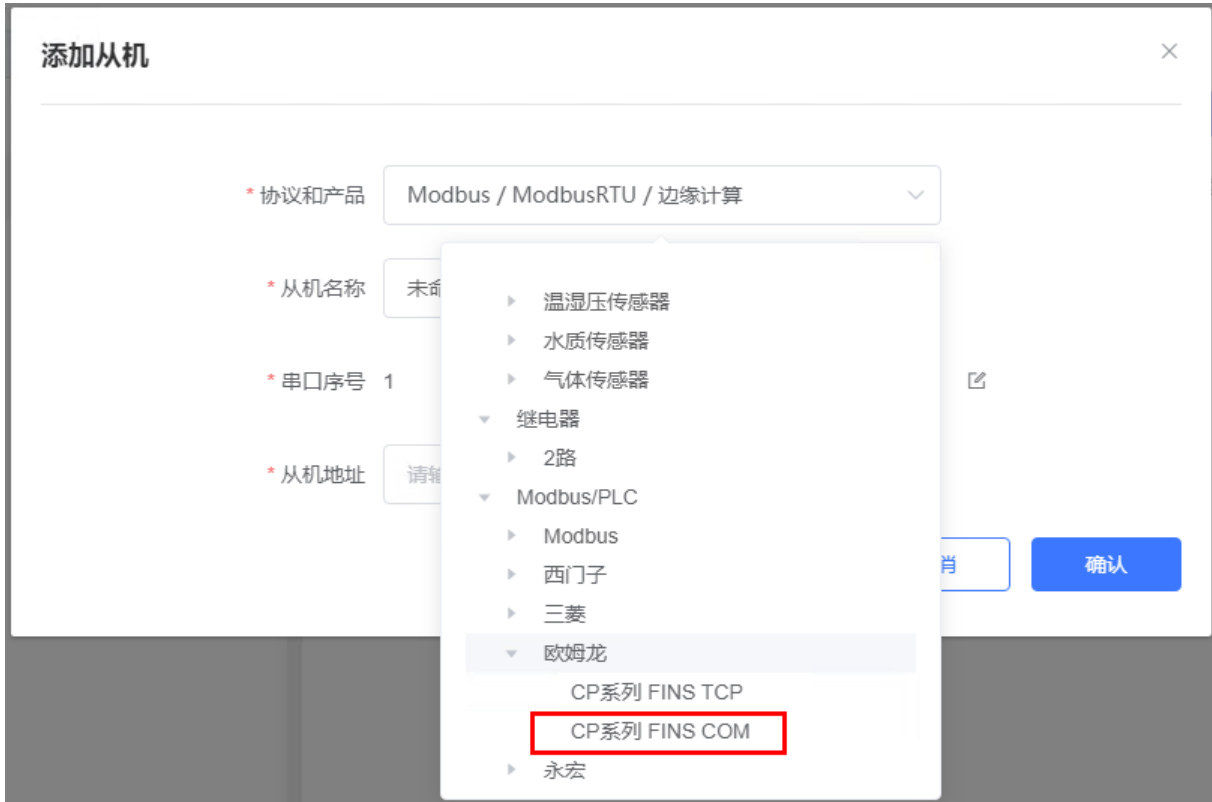 添加从机
* 协议和产品 Modbus / ModbusRTU / 边缘计算
* 从机名称 未命
* 串口序号 1
* 从机地址 请输
温湿压传感器
水质传感器
气体传感器
继电器
2路
Modbus/PLC
Modbus
西门子
三菱
欧姆龙
CP系列 FINS TCP
CP系列 FINS COM
永宏
消 确认